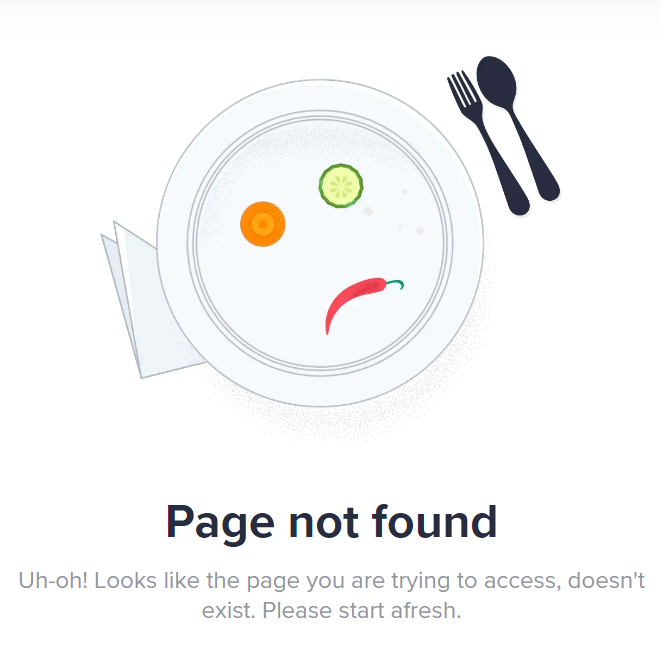 Page not found
Uh-oh! Looks like the page you are trying to access, doesn't
exist. Please start afresh.